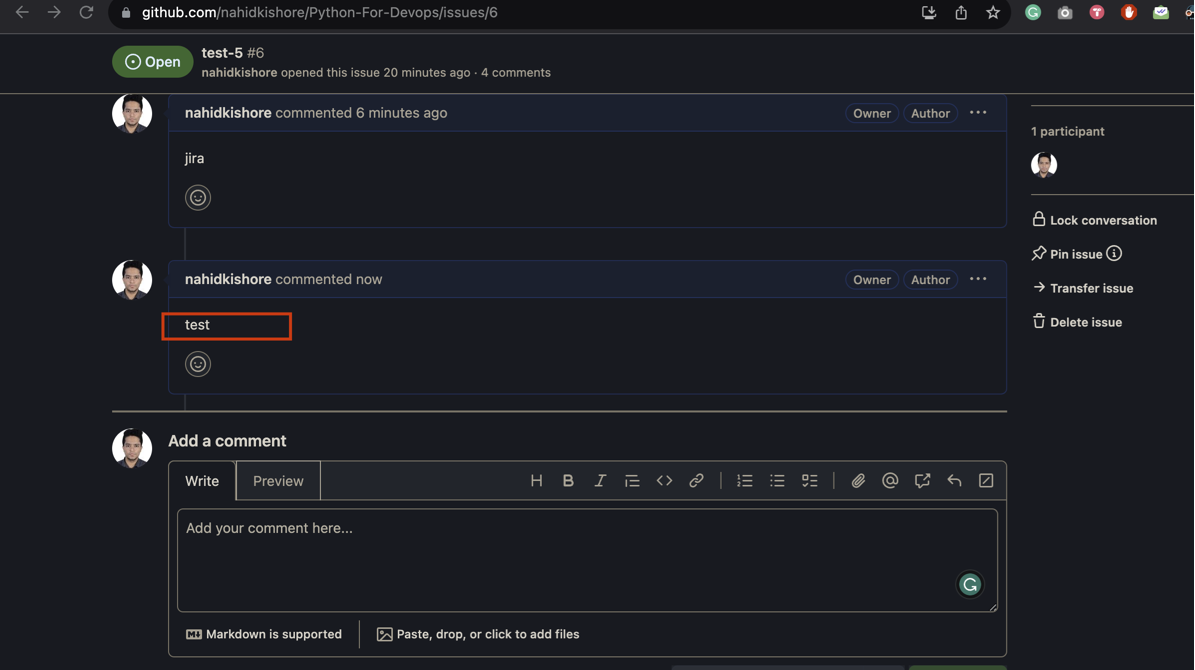 github.com/nahidkishore/Python-For-Devops/issues/6
Open
test-5 #6
nahidkishore opened this issue 20 minutes ago · 4 comments
nahidkishore commented 6 minutes ago
Owner
Author
jira
1 participant
Lock conversation
Pin issue
Transfer issue
Delete issue
nahidkishore commented now
Owner
Author
test
Add a comment
Write
Preview
Add your comment here...
Markdown is supported
Paste, drop, or click to add files